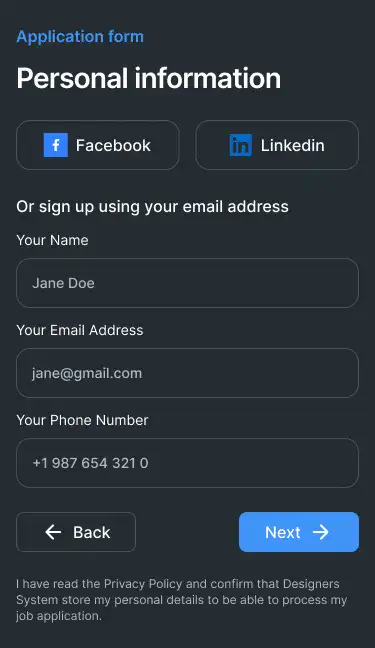 Application form
Personal information
Facebook
Linkedin
Or sign up using your email address
Your Name
Jane Doe
Your Email Address
jane@gmail.com
Your Phone Number
+1 987 654 321 0
Back
Next
I have read the Privacy Policy and confirm that Designers
System store my personal details to be able to process my
job application.